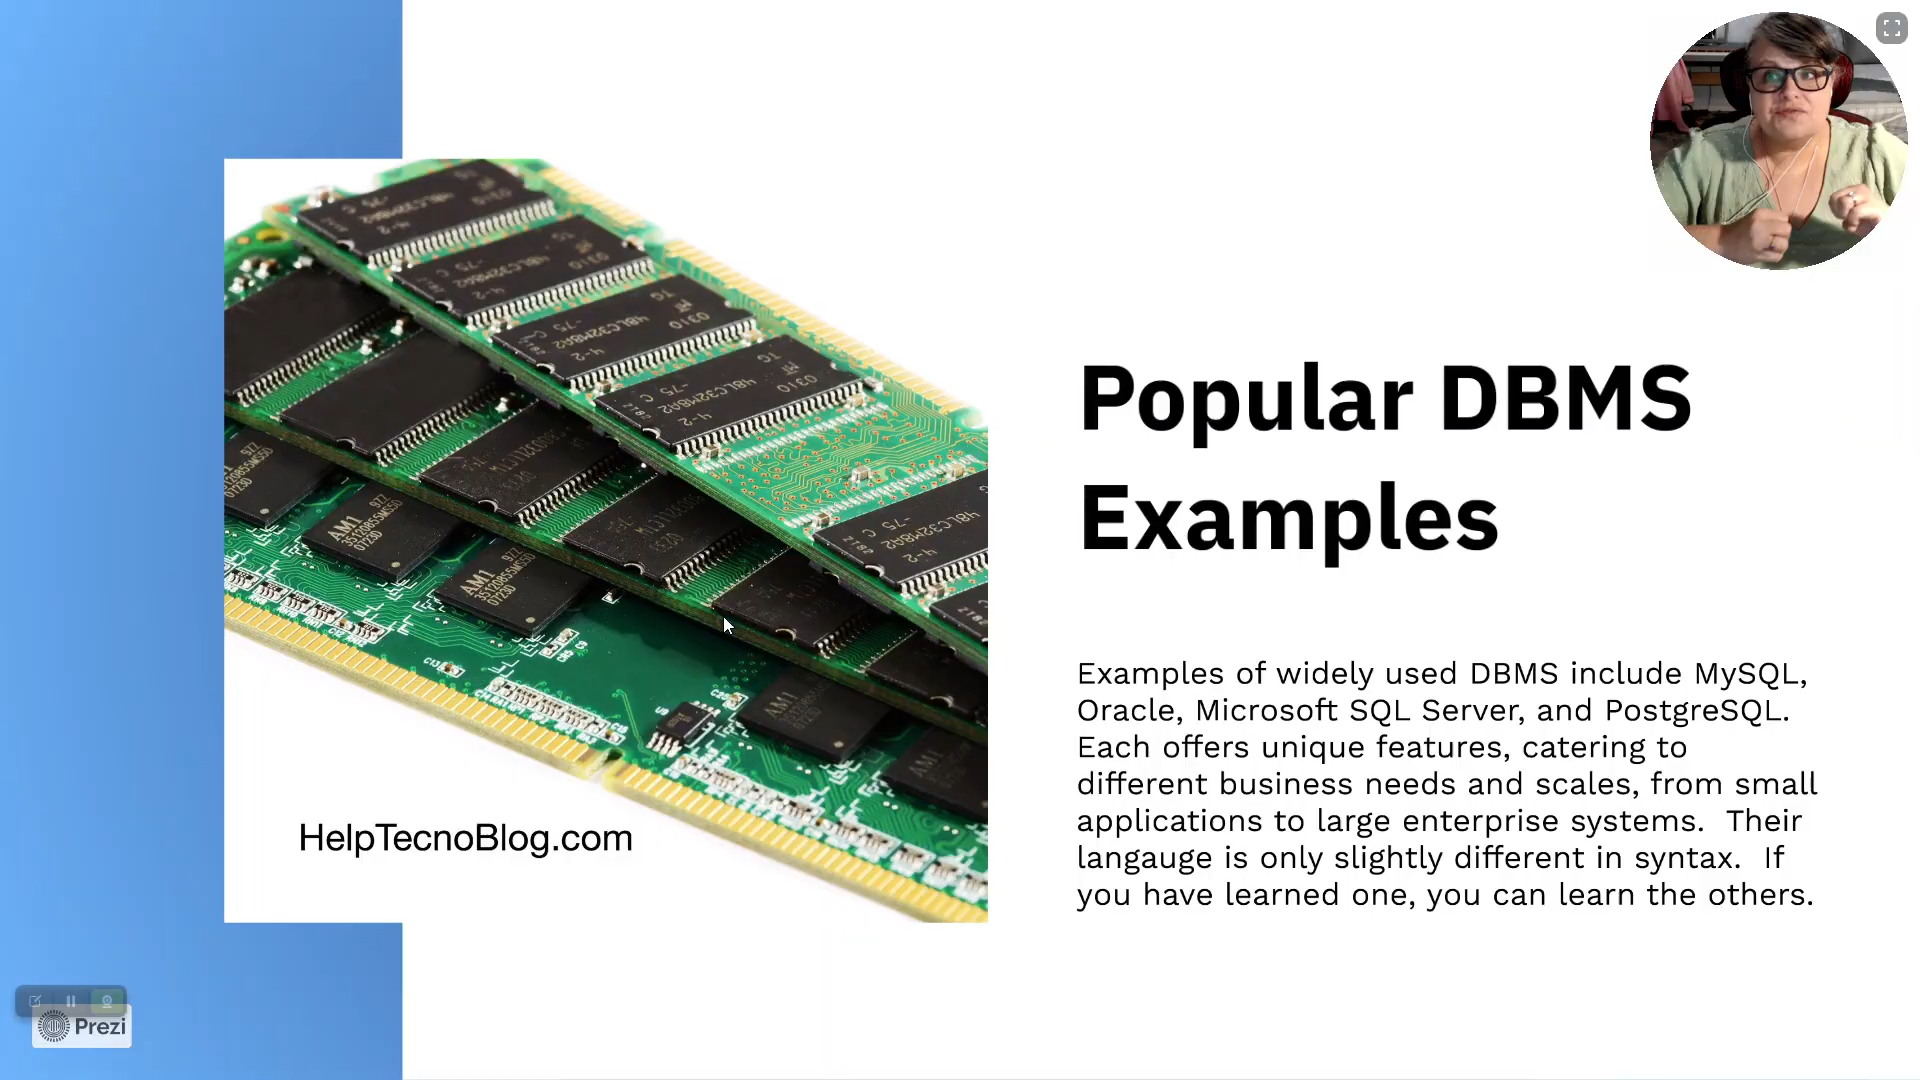 Popular DBMS
Examples
Examples of widely used DBMS include MySQL,
Oracle, Microsoft SQL Server, and PostgreSQL.
Each offers unique features, catering to
different business needs and scales, from small
applications to large enterprise systems.  Their
langauge is only slightly different in syntax.  If
you have learned one, you can learn the others.
HelpTecnoBlog.com
Prezi